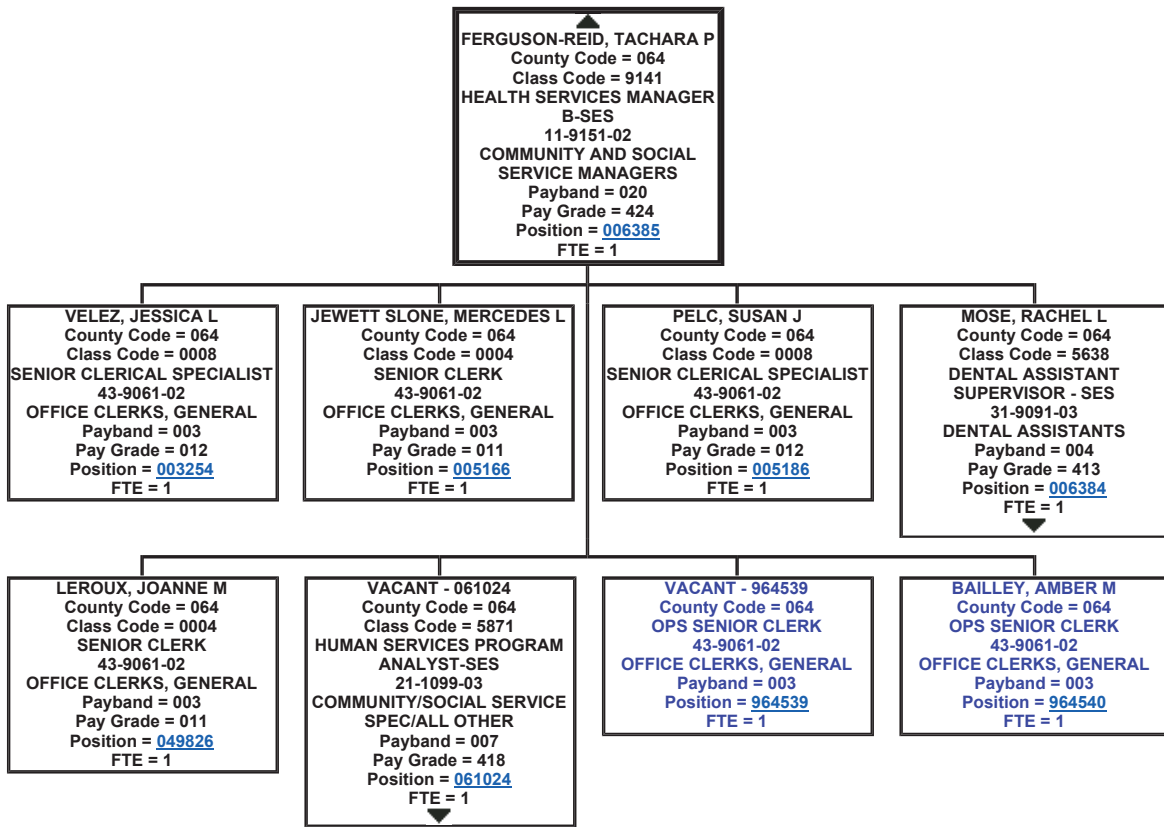 FERGUSON-REID, TACHARA P
County Code = 064
Class Code = 9141
HEALTH SERVICES MANAGER
B-SES
11-9151-02
COMMUNITY AND SOCIAL
SERVICE MANAGERS
Payband = 020
Pay Grade = 424
Position = 006385
FTE = 1
VELEZ, JESSICA L
County Code = 064
Class Code = 0008
SENIOR CLERICAL SPECIALIST
43-9061-02
OFFICE CLERKS, GENERAL
Payband = 003
Pay Grade = 012
Position = 003254
FTE = 1
JEWETT SLONE, MERCEDES L
County Code = 064
Class Code = 0004
SENIOR CLERK
43-9061-02
OFFICE CLERKS, GENERAL
Payband = 003
Pay Grade = 011
Position = 005166
FTE = 1
PELC, SUSAN J
County Code = 064
Class Code = 0008
SENIOR CLERICAL SPECIALIST
43-9061-02
OFFICE CLERKS, GENERAL
Payband = 003
Pay Grade = 012
Position = 005186
FTE = 1
MOSE, RACHEL L
County Code = 064
Class Code = 5638
DENTAL ASSISTANT
SUPERVISOR - SES
31-9091-03
DENTAL ASSISTANTS
Payband = 004
Pay Grade = 413
Position = 006384
FTE = 1
LEROUX, JOANNE M
County Code = 064
Class Code = 0004
SENIOR CLERK
43-9061-02
OFFICE CLERKS, GENERAL
Payband = 003
Pay Grade = 011
Position = 049826
FTE = 1
VACANT - 061024
County Code = 064
Class Code = 5871
HUMAN SERVICES PROGRAM
ANALYST-SES
21-1099-03
COMMUNITY/SOCIAL SERVICE
SPEC/ALL OTHER
Payband = 007
Pay Grade = 418
Position = 061024
FTE = 1
VACANT - 964539
County Code = 064
OPS SENIOR CLERK
43-9061-02
OFFICE CLERKS, GENERAL
Payband = 003
Position = 964539
FTE = 1
BAILLEY, AMBER M
County Code = 064
OPS SENIOR CLERK
43-9061-02
OFFICE CLERKS, GENERAL
Payband = 003
Position = 964540
FTE = 1